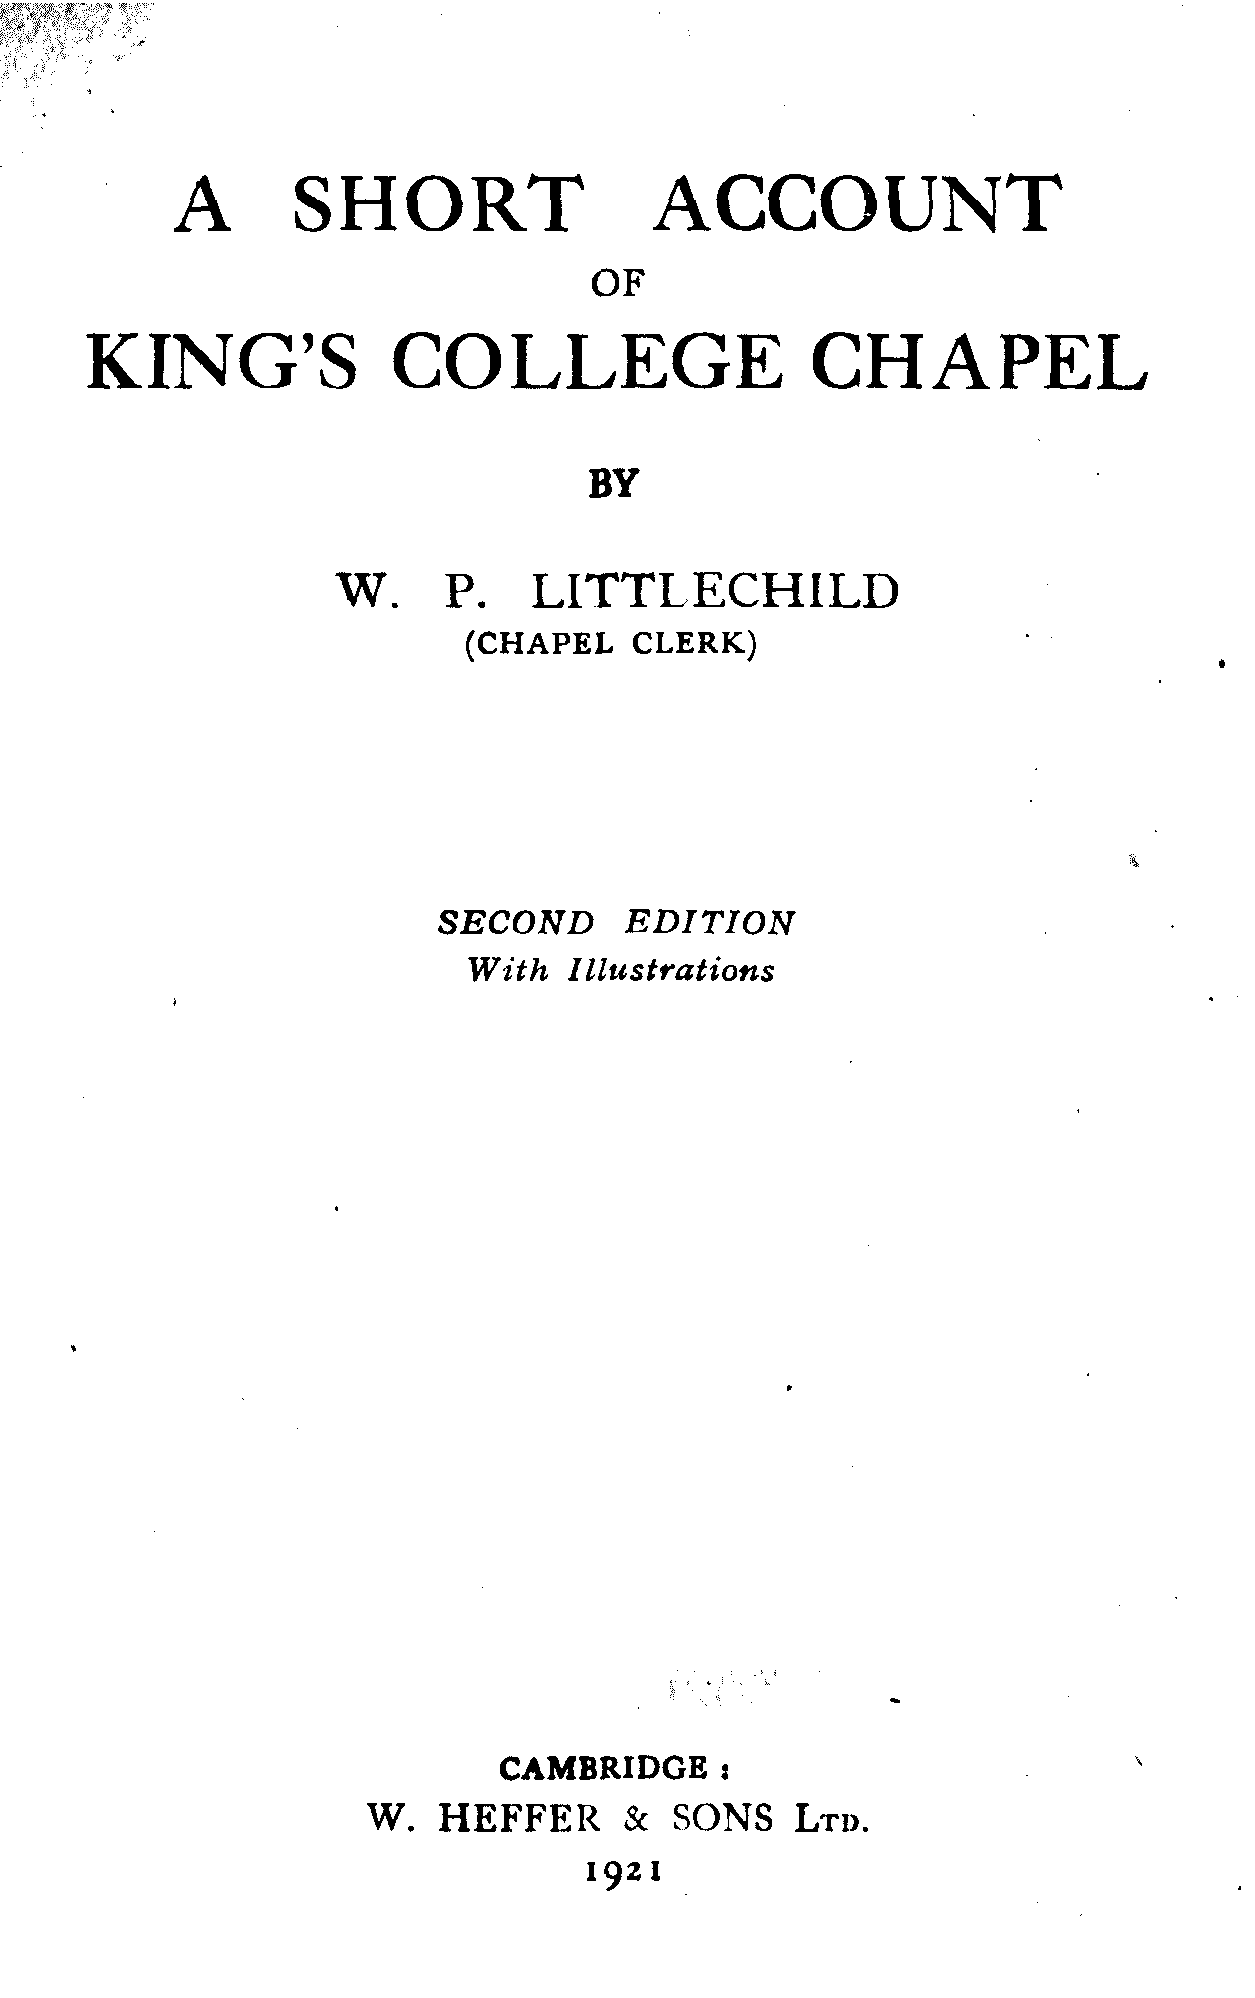 A SHORT ACCOUNT
OF
KING'S COLLEGE CHAPEL
BY
W. P. LITTLECHILD
(CHAPEL CLERK)
SECOND EDITION
With Illustrations
CAMBRIDGE:
W. HEFFER & SONS LTD.
1921